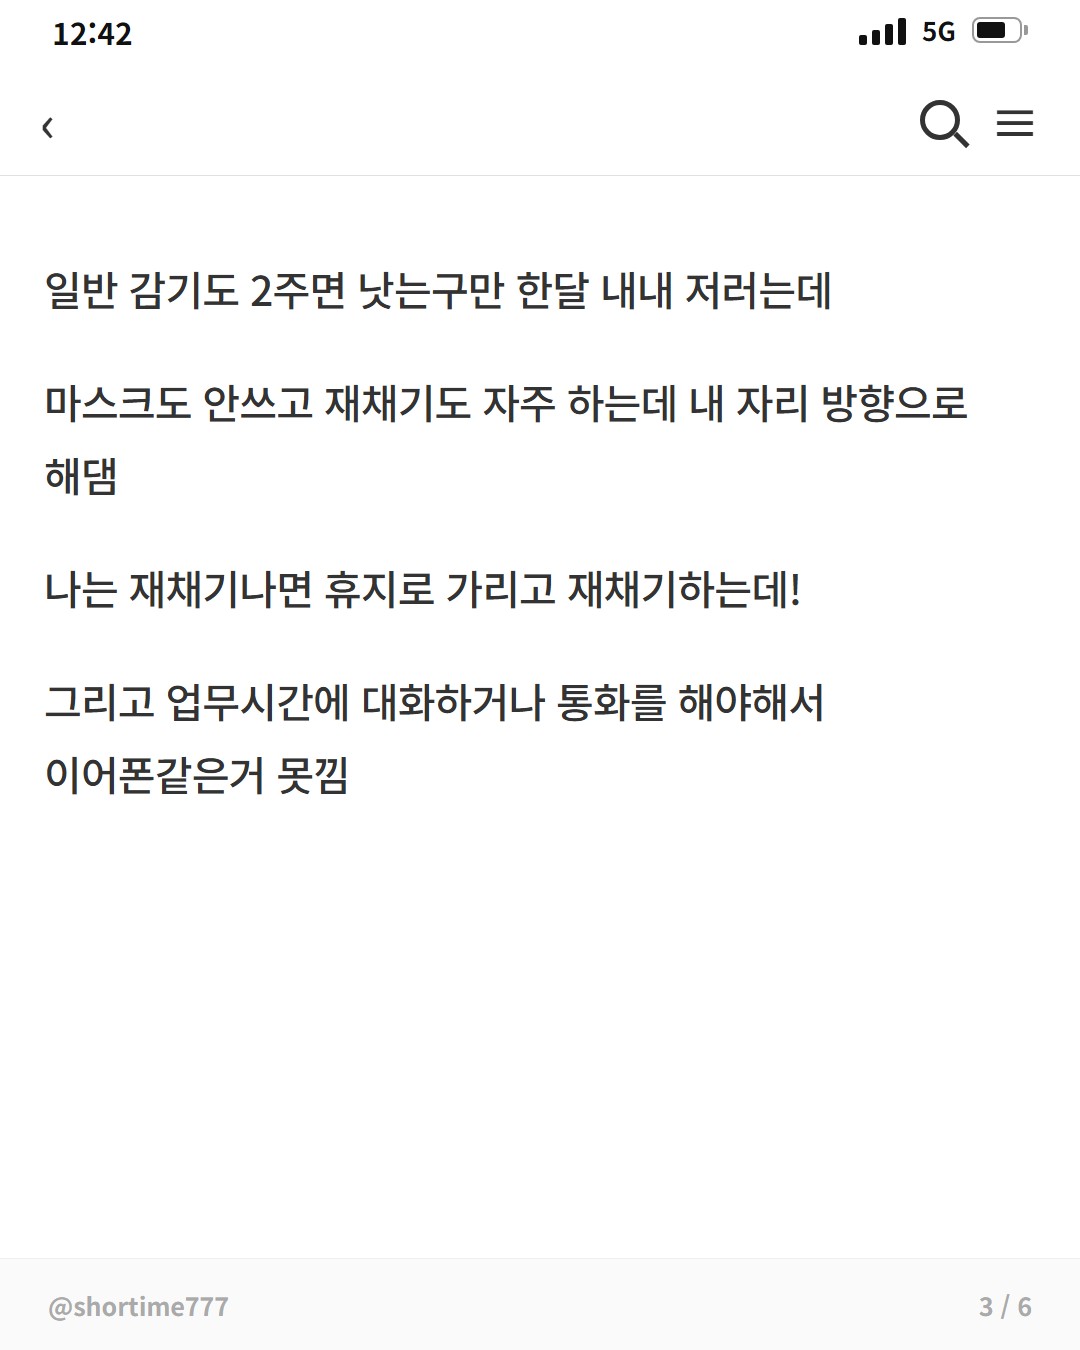 12:42
5G
일반 감기도 2주면 낫는구만 한달 내내 저러는데
마스크도 안쓰고 재채기도 자주 하는데 내 자리 방향으로
해댐
나는 재채기나면 휴지로 가리고 재채기하는데!
그리고 업무시간에 대화하거나 통화를 해야해서
이어폰같은거 못낌
@shortime777
3 / 6